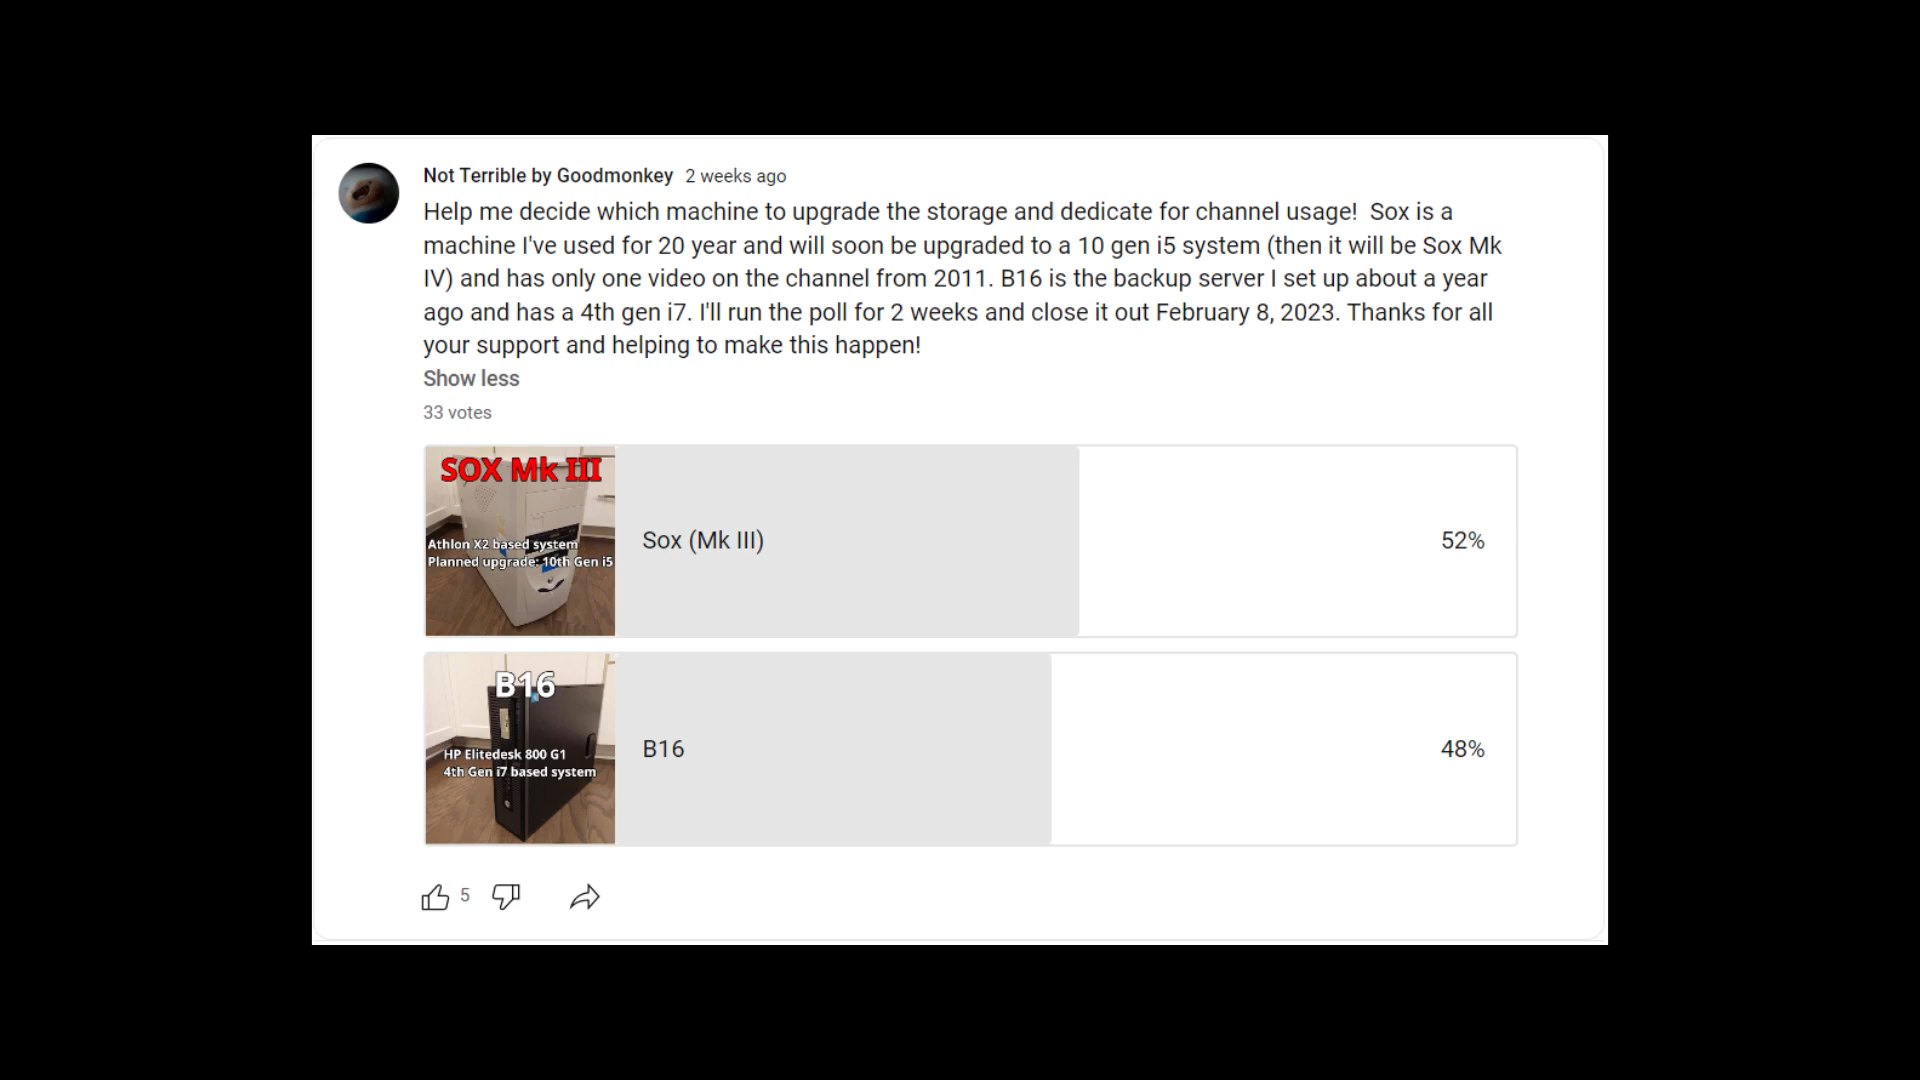 Not Terrible by Goodmonkey 2 weeks ago
Help me decide which machine to upgrade the storage and dedicate for channel usage!  Sox is a
machine I've used for 20 year and will soon be upgraded to a 10 gen i5 system (then it will be Sox Mk
IV) and has only one video on the channel from 2011. B16 is the backup server I set up about a year
ago and has a 4th gen i7. I'll run the poll for 2 weeks and close it out February 8, 2023. Thanks for all
your support and helping to make this happen!
Show less
33 votes
SOX Mk III
Athlon X2 based system
Planned upgrade: 10th Gen i5
Sox (Mk III)
52%
B16
HP Elitedesk 800 G1
4th Gen i7 based system
B16
48%
5